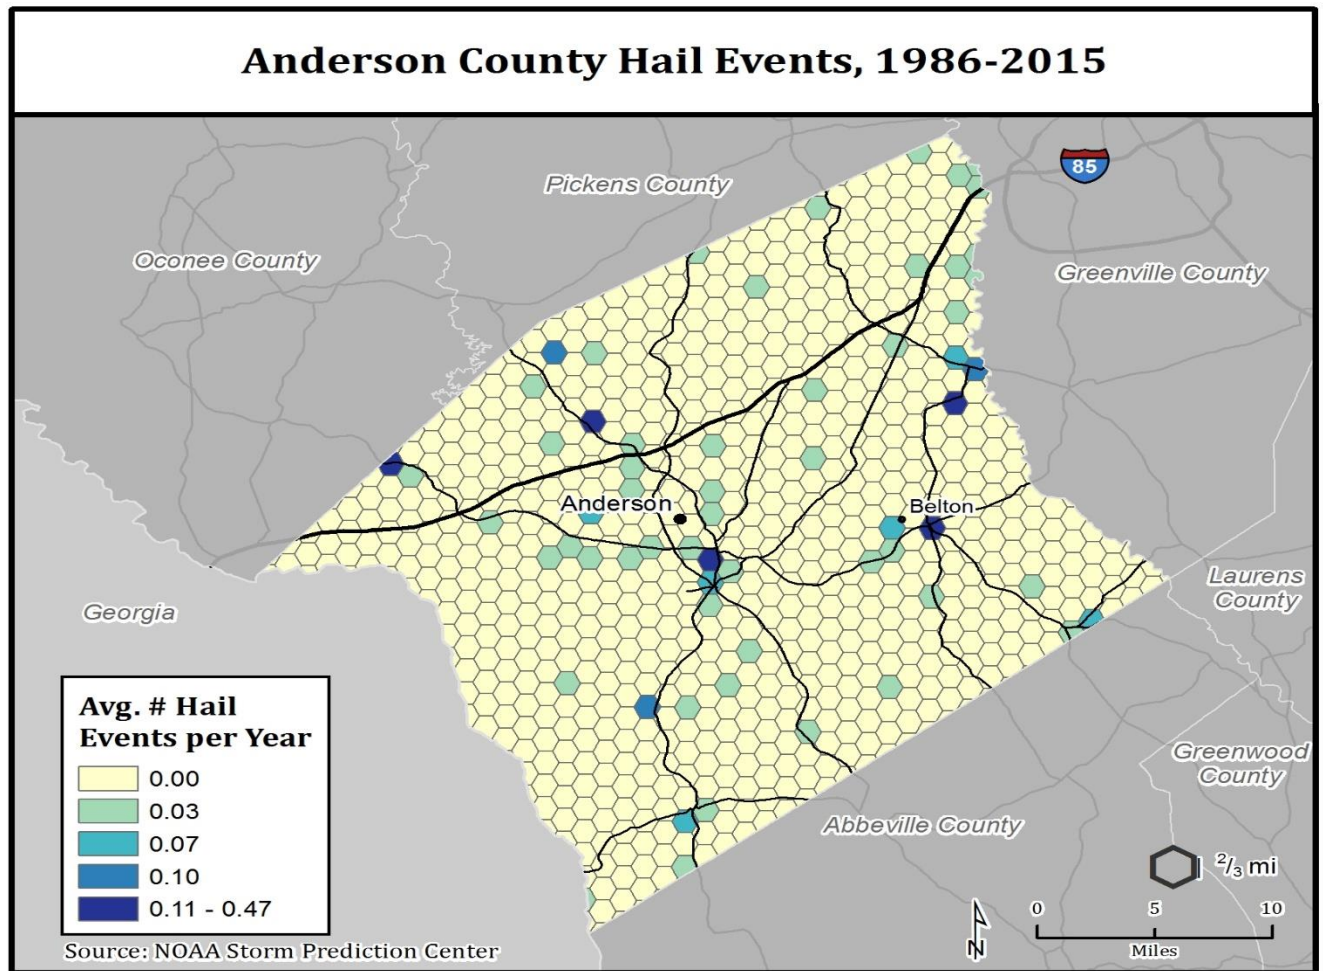 Anderson County Hail Events, 1986-2015
85
Pickens County
Oconee County
Greenville County
Anderson
Belton
Laurens
County
Georgia
Avg. # Hail
Events per Year
0.00
0.03
0.07
0.10
0.11 - 0.47
Greenwood
County
Abbeville County
2/3 mi
0 5 10
Miles
N
Source: NOAA Storm Prediction Center